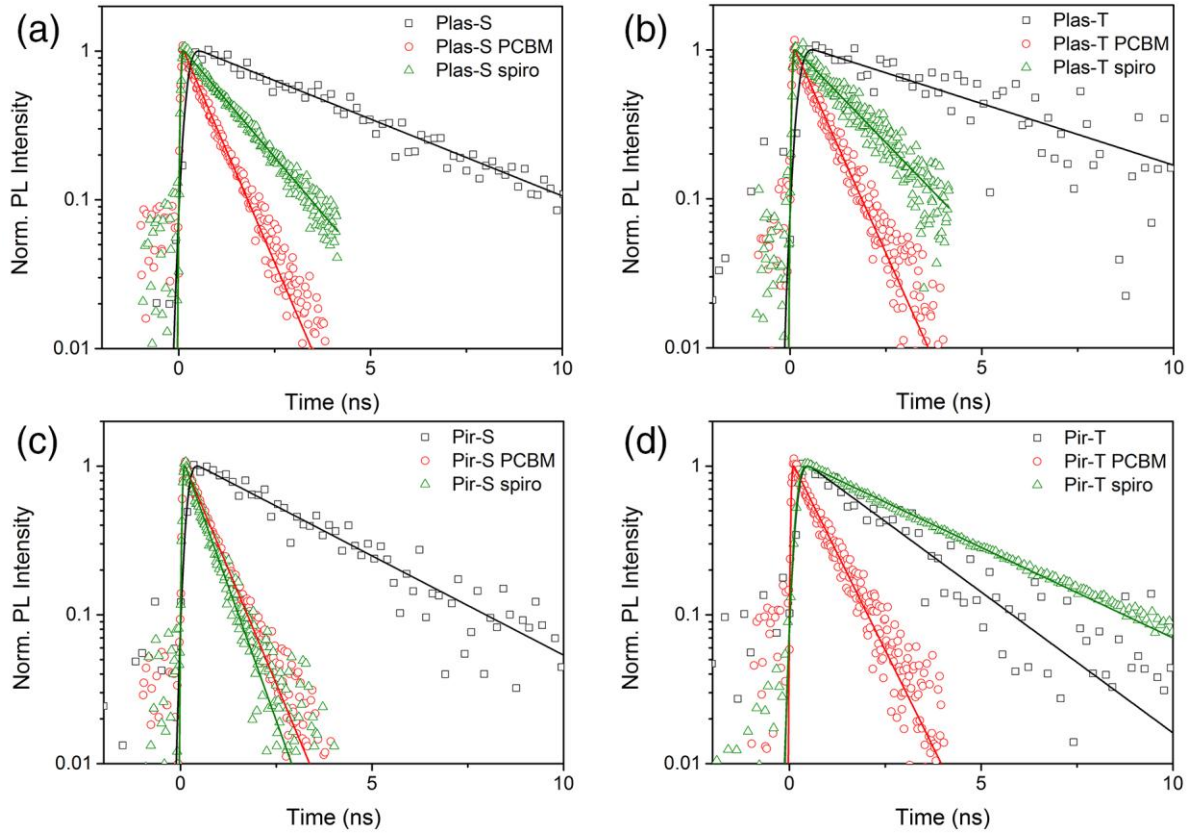 (a)
Plas-S
Plas-S PCBM
Plas-S spiro
Norm. PL Intensity
1
0.1
0.01
0
5
10
Time (ns)
(b)
Plas-T
Plas-T PCBM
Plas-T spiro
Norm. PL Intensity
1
0.1
0.01
0
5
10
Time (ns)
(c)
Pir-S
Pir-S PCBM
Pir-S spiro
Norm. PL Intensity
1
0.1
0.01
0
5
10
Time (ns)
(d)
Pir-T
Pir-T PCBM
Pir-T spiro
Norm. PL Intensity
1
0.1
0.01
0
5
10
Time (ns)